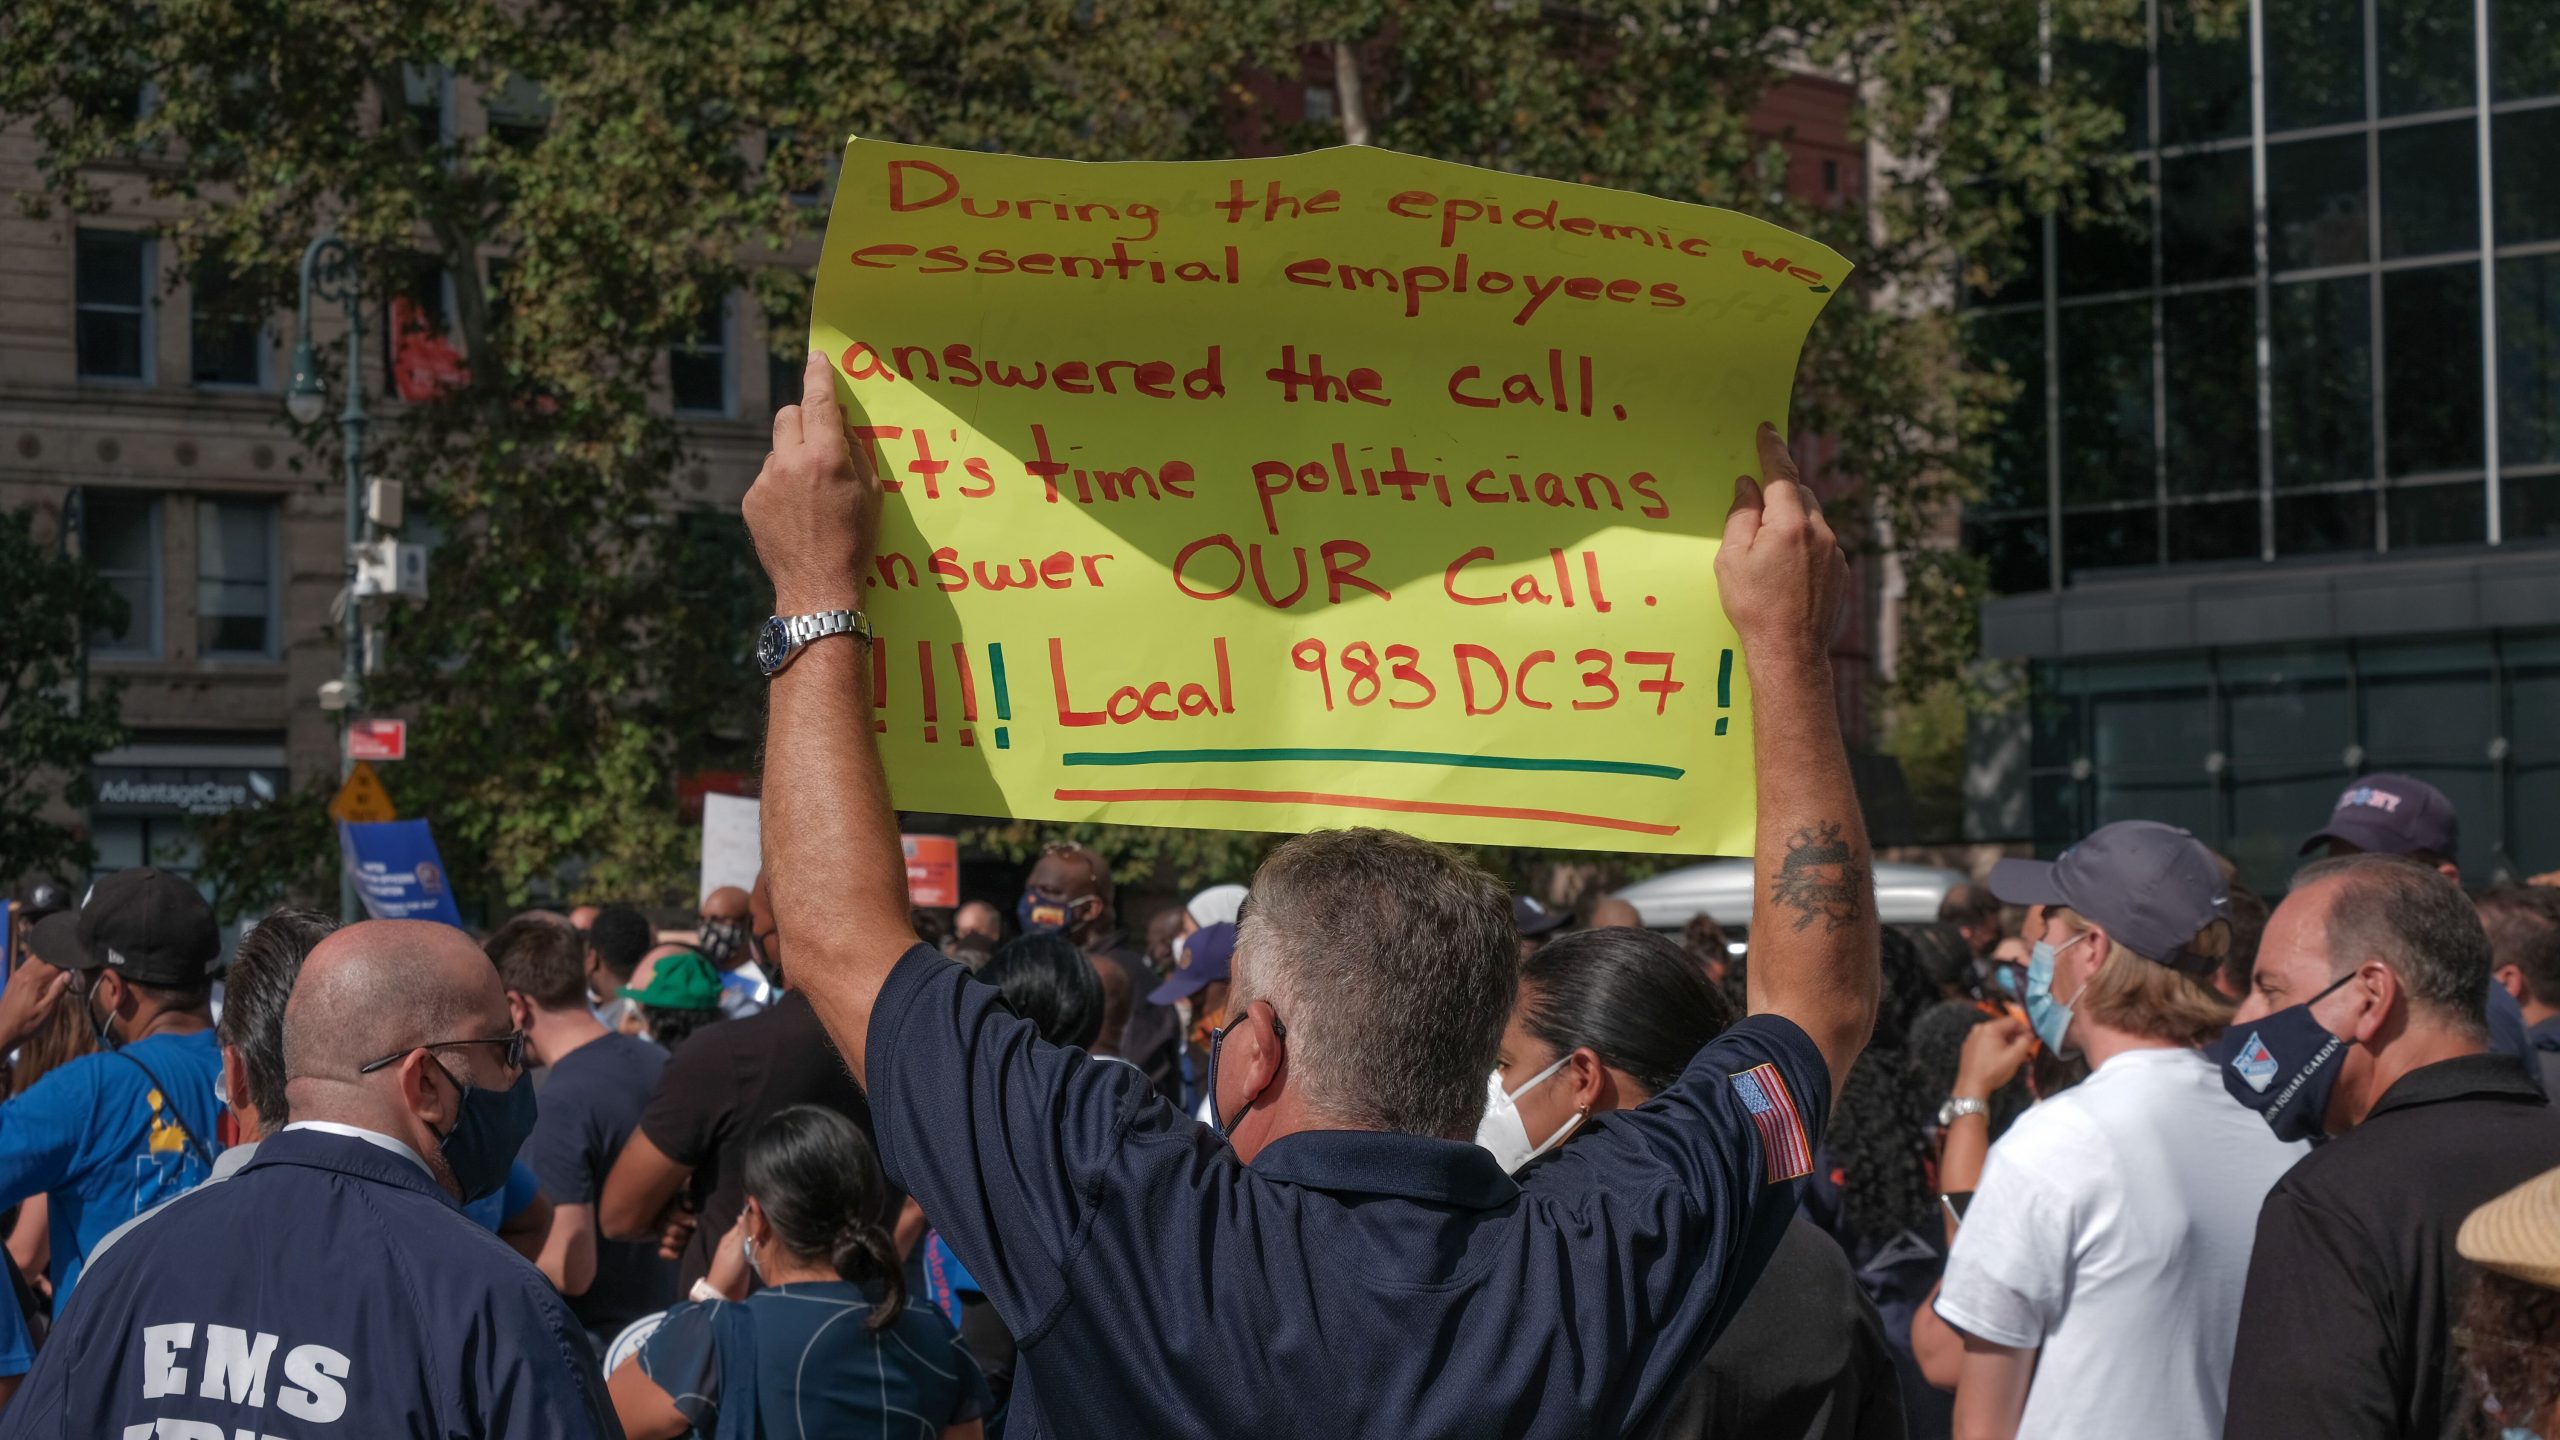 During the epidemic we,
essential employees
answered the call.
It's time politicians
nswer OUR Call.
!!!! Local 983 DC 37!
AdvantageCare
EMS